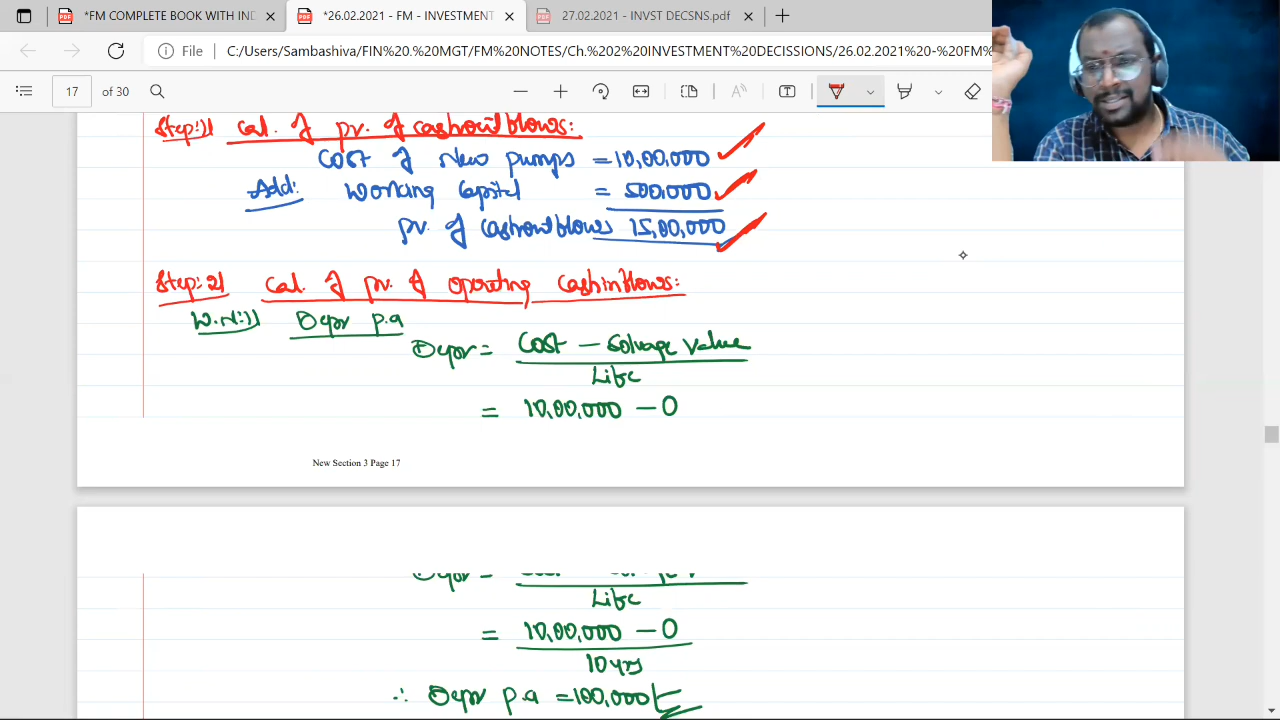 *FM COMPLETE BOOK WITH IND
*26.02.2021 - FM - INVESTMENT
27.02.2021 - INVST DECSNS.pdf
File
C:/Users/Sambashiva/FIN%20.%20MGT/FM%20NOTES/Ch.%202%20INVESTMENT%20DECISSIONS/26.02.2021%20-%20FM%
17 of 30
Step:1) Cal. of pv. of cashoutflows:
Cost of New pumps = 10,00,000
Add: Working Capital = 500,000
pv. of cashoutflows 15,00,000
Step:2) Cal. of pv. of operating Cashinflows:
W.N:1) Depr p.a
Depr = Cost - Salvage Value
Life
= 10,00,000 - 0
New Section 3 Page 17
Depr =
Life
= 10,00,000 - 0
10 yrs
∴ Depr p.a = 100,000